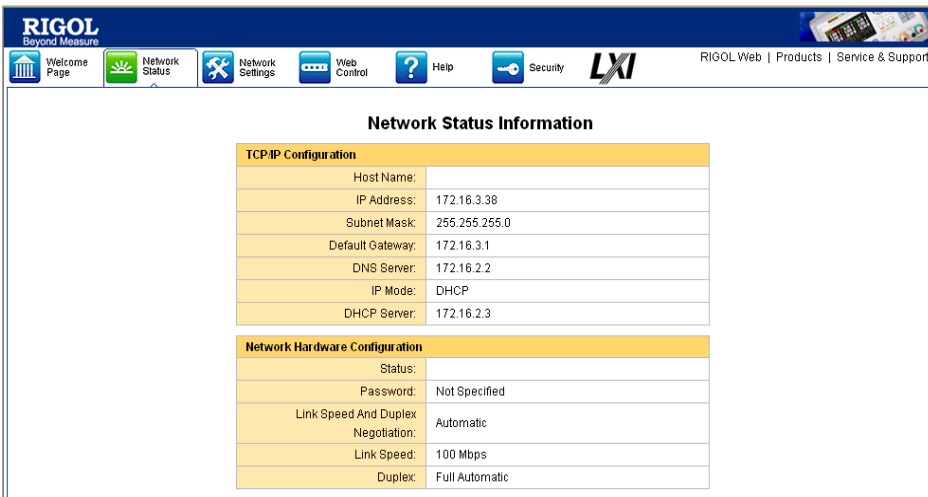 RIGOL
Beyond Measure
Welcome Page
Network Status
Network Settings
Web Control
Help
Security
LXI
RIGOL Web | Products | Service & Support
Network Status Information
TCP/IP Configuration
Host Name:
IP Address: 172.16.3.38
Subnet Mask: 255.255.255.0
Default Gateway: 172.16.3.1
DNS Server: 172.16.2.2
IP Mode: DHCP
DHCP Server: 172.16.2.3
Network Hardware Configuration
Status:
Password: Not Specified
Link Speed And Duplex
Negotiation: Automatic
Link Speed: 100 Mbps
Duplex: Full Automatic